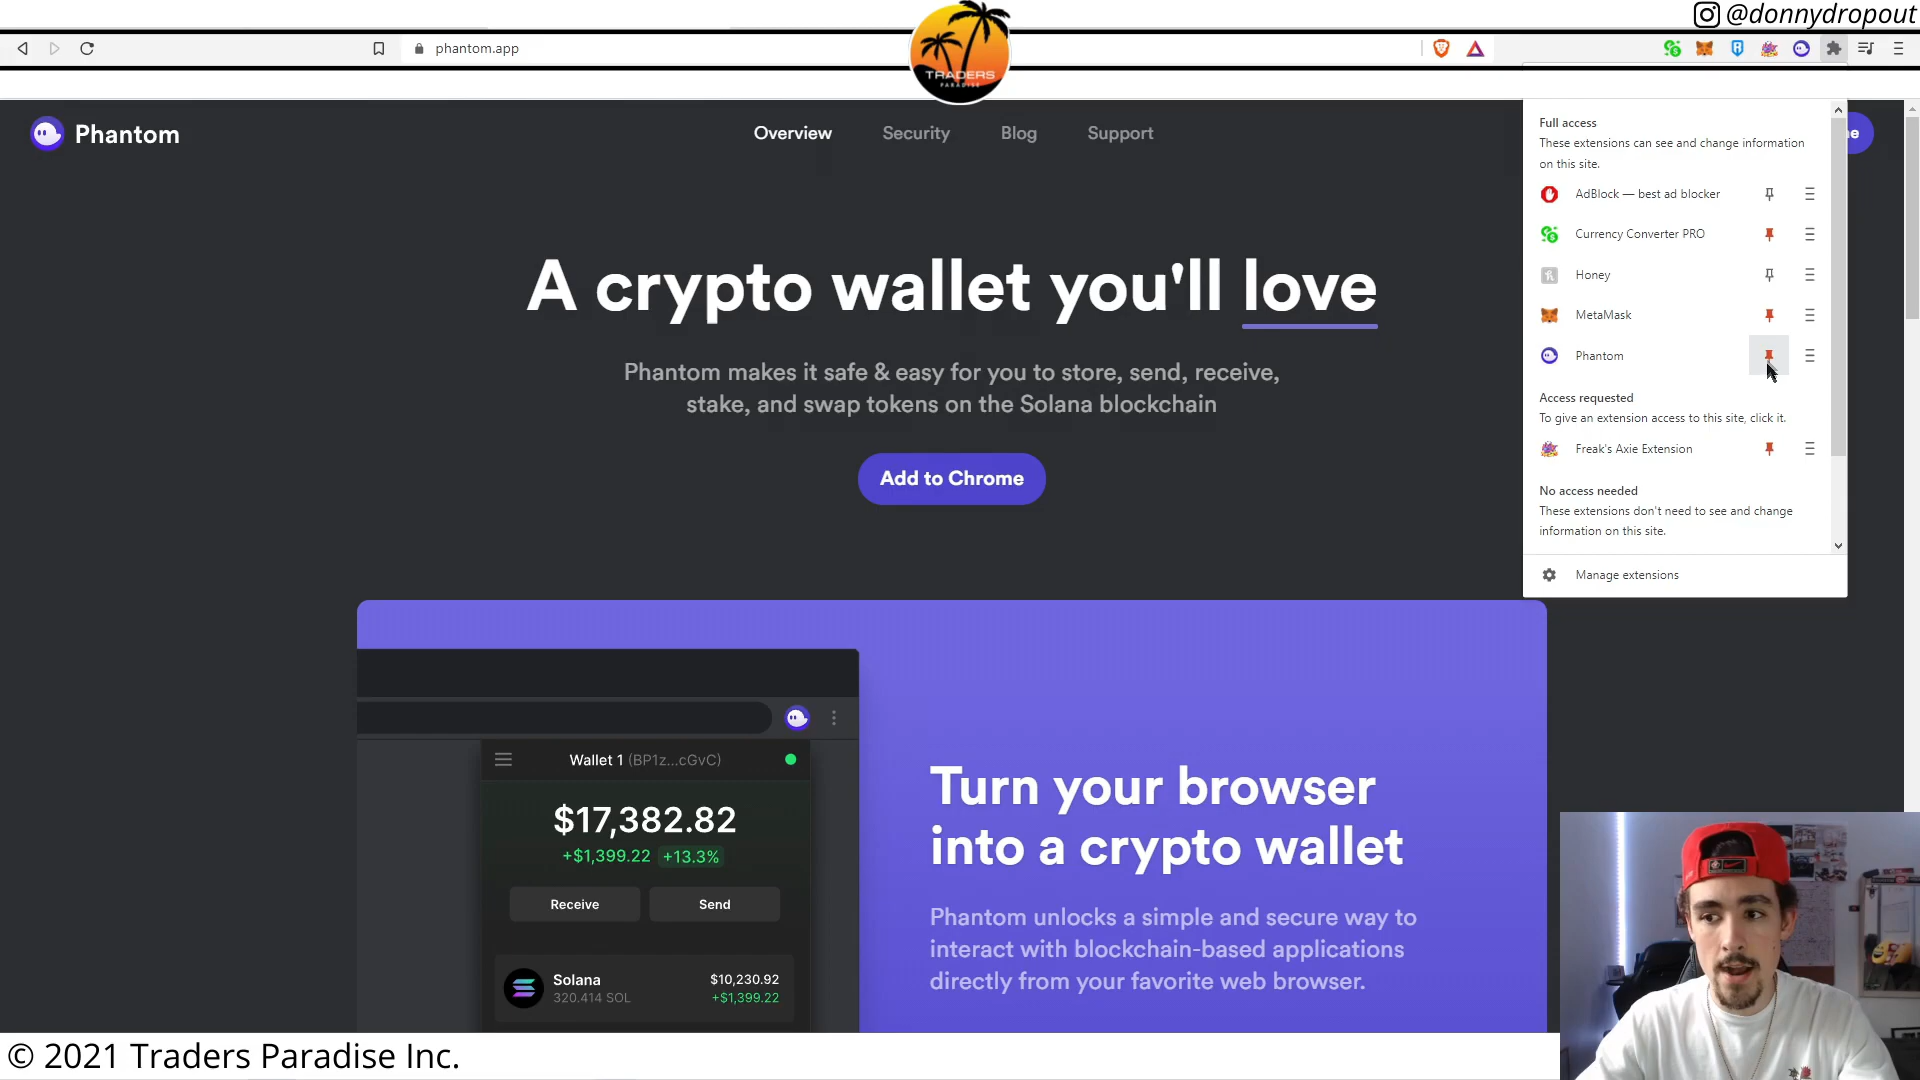 @donnydropout
phantom.app
TRADERS
PARADISE
Phantom
Overview
Security
Blog
Support
Full access
These extensions can see and change information
on this site.
AdBlock — best ad blocker
Currency Converter PRO
Honey
MetaMask
Phantom
Access requested
To give an extension access to this site, click it.
Freak's Axie Extension
No access needed
These extensions don't need to see and change
information on this site.
Manage extensions
A crypto wallet you'll love
Phantom makes it safe & easy for you to store, send, receive,
stake, and swap tokens on the Solana blockchain
Add to Chrome
Wallet 1 (BP1z...cGvC)
$17,382.82
+$1,399.22 +13.3%
Receive
Send
Solana
$10,230.92
320.414 SOL
+$1,399.22
Turn your browser
into a crypto wallet
Phantom unlocks a simple and secure way to
interact with blockchain-based applications
directly from your favorite web browser.
© 2021 Traders Paradise Inc.